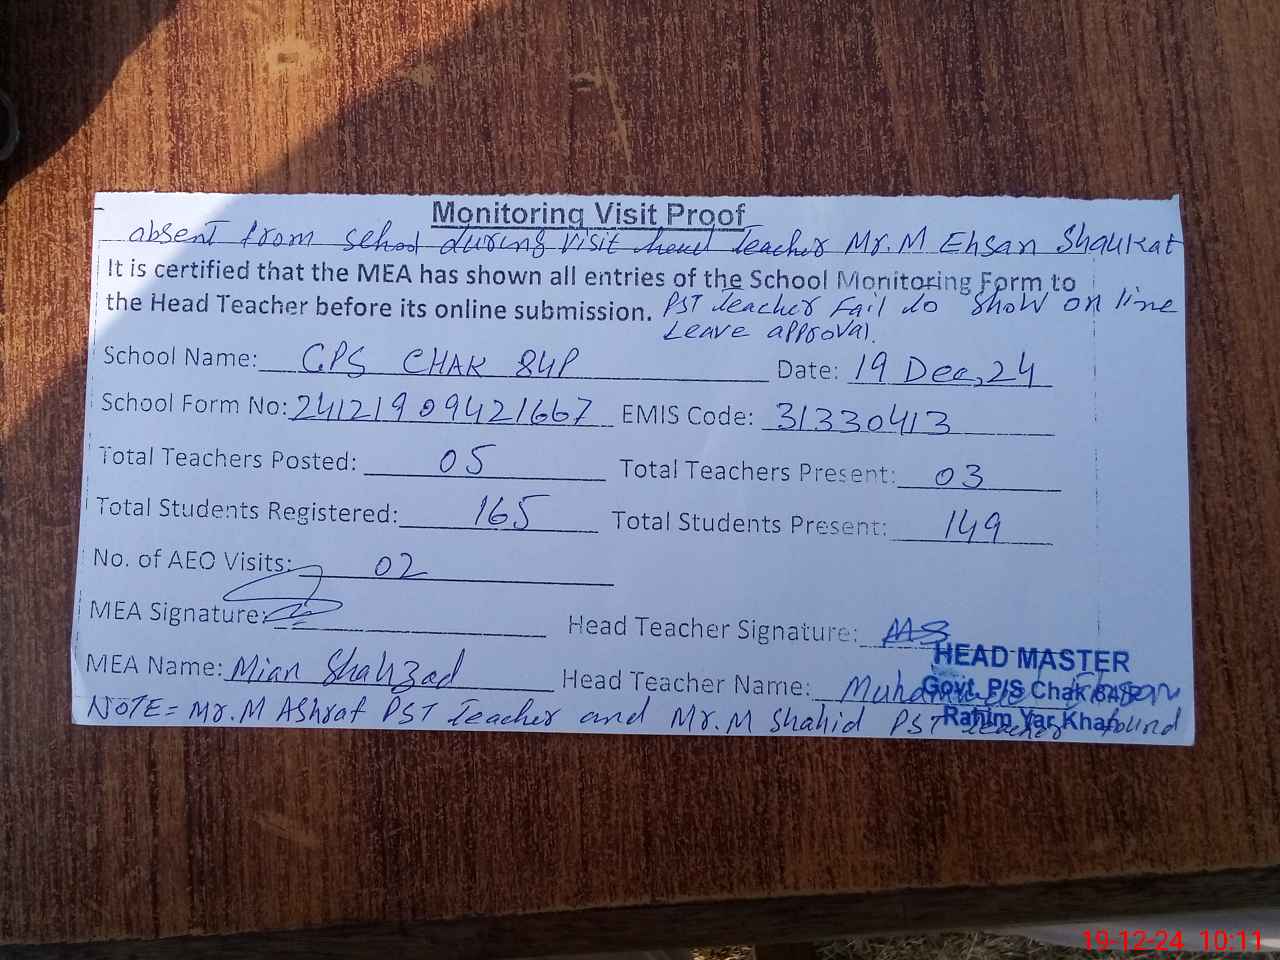 Monitoring Visit Proof
absent from school during visit head Teacher Mr. M Ehsan Shaukat
It is certified that the MEA has shown all entries of the School Monitoring Form to
the Head Teacher before its online submission. PST Teacher Fail to Show on line
Leave approval.
School Name: GPS CHAK 84P Date: 19 Dec, 24
School Form No: 24121909421667 EMIS Code: 31330413
Total Teachers Posted: 05 Total Teachers Present: 03
Total Students Registered: 165 Total Students Present: 149
No. of AEO Visits: 02
MEA Signature: Head Teacher Signature:
HEAD MASTER
MEA Name: Mian Shahzad Head Teacher Name: Muhammad Ehsan
Govt. P/S Chak 84/P
Rahim Yar Khan
NOTE = Mr. M Ashraf PST Teacher and Mr. M Shahid PST Teacher found
19-12-24 10:11